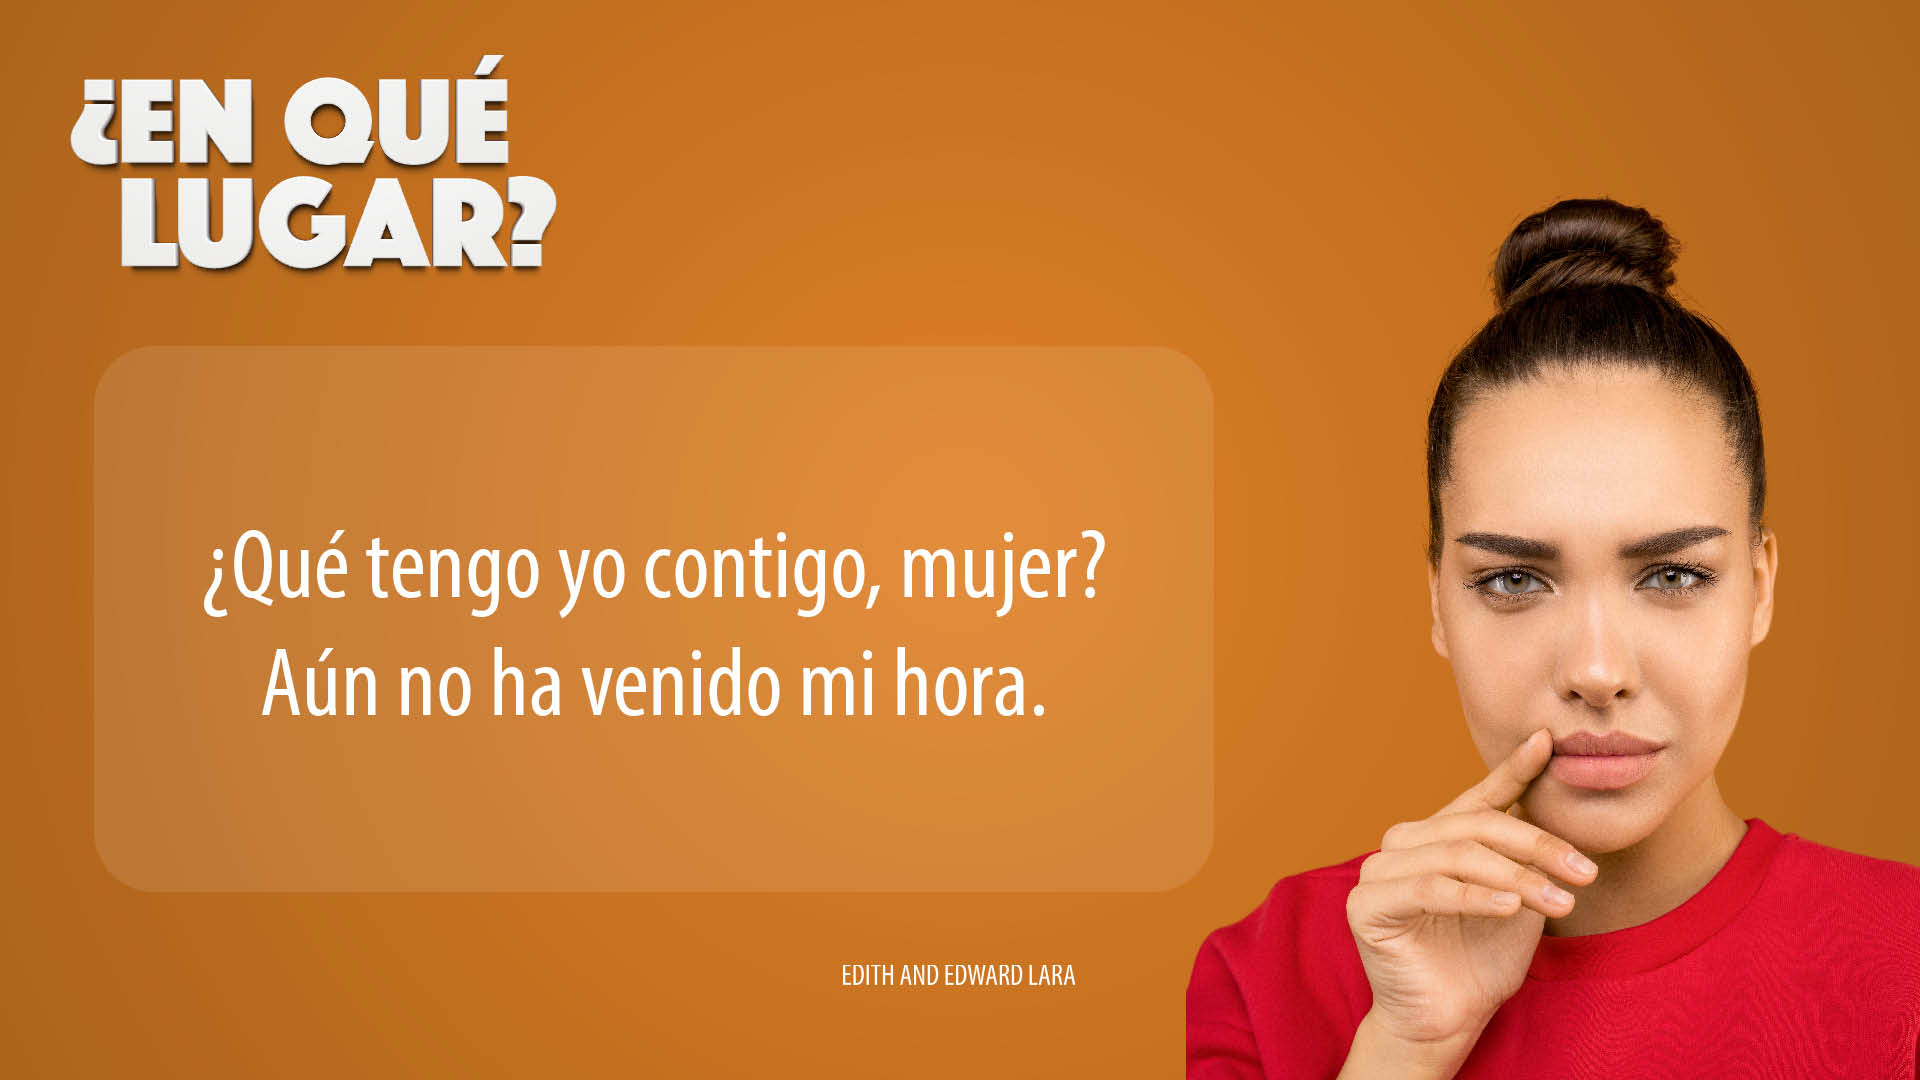 ¿EN QUÉ
LUGAR?
¿Qué tengo yo contigo, mujer?
Aún no ha venido mi hora.
EDITH AND EDWARD LARA